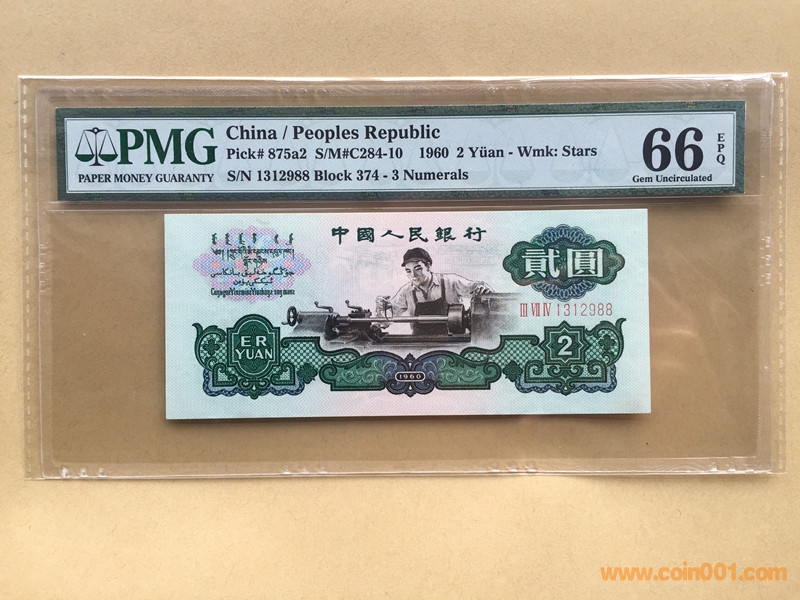 PMG
PAPER MONEY GUARANTY
China / Peoples Republic
Pick# 875a2 S/M#C284-10 1960 2 Yüan - Wmk: Stars
S/N 1312988 Block 374 - 3 Numerals
66 EPQ
Gem Uncirculated
中國人民銀行
貳圓
III VII IV 1312988
ER
YUAN
1960
2
www.coin001.com